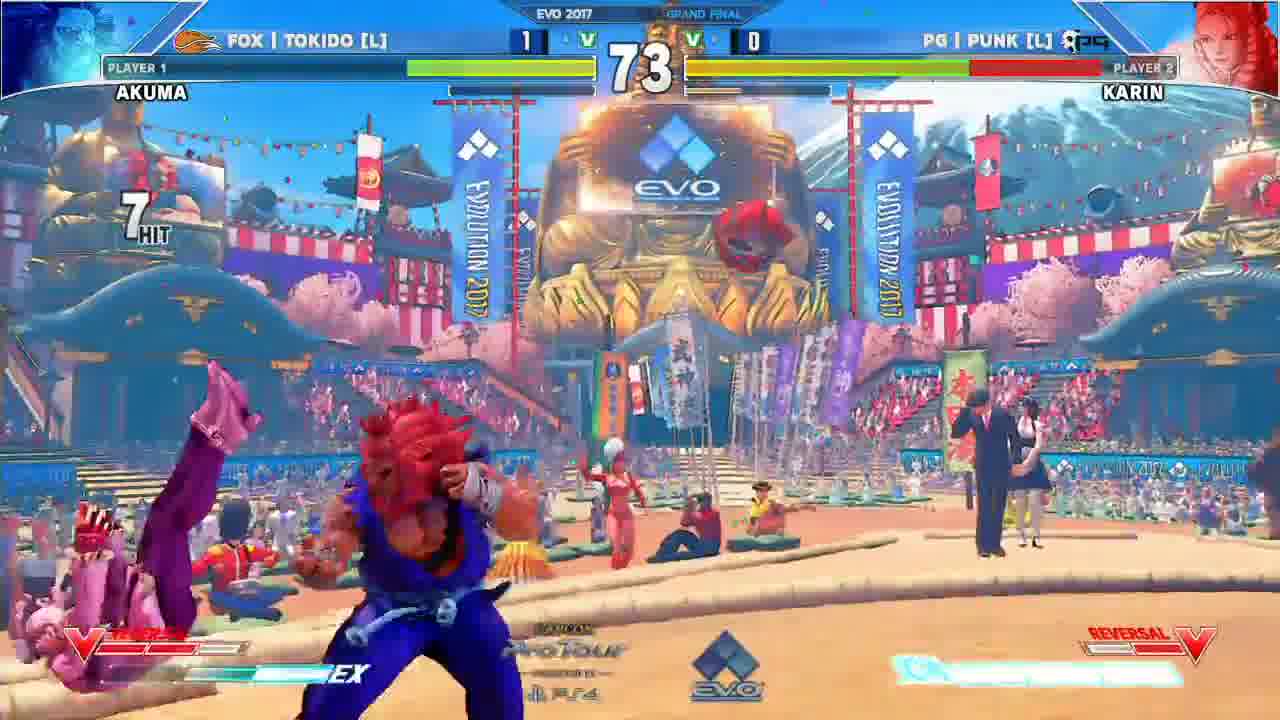 EVO 2017
GRAND FINAL
FOX | TOKIDO [L]
1
V
73
V
0
PG | PUNK [L]
PLAYER 1
PLAYER 2
AKUMA
KARIN
EVO
7
HIT
EVOLUTION 2017
EVOLUTION 2017
REVERSAL
EX
CAPCOM
PRO TOUR
PS4
EVO